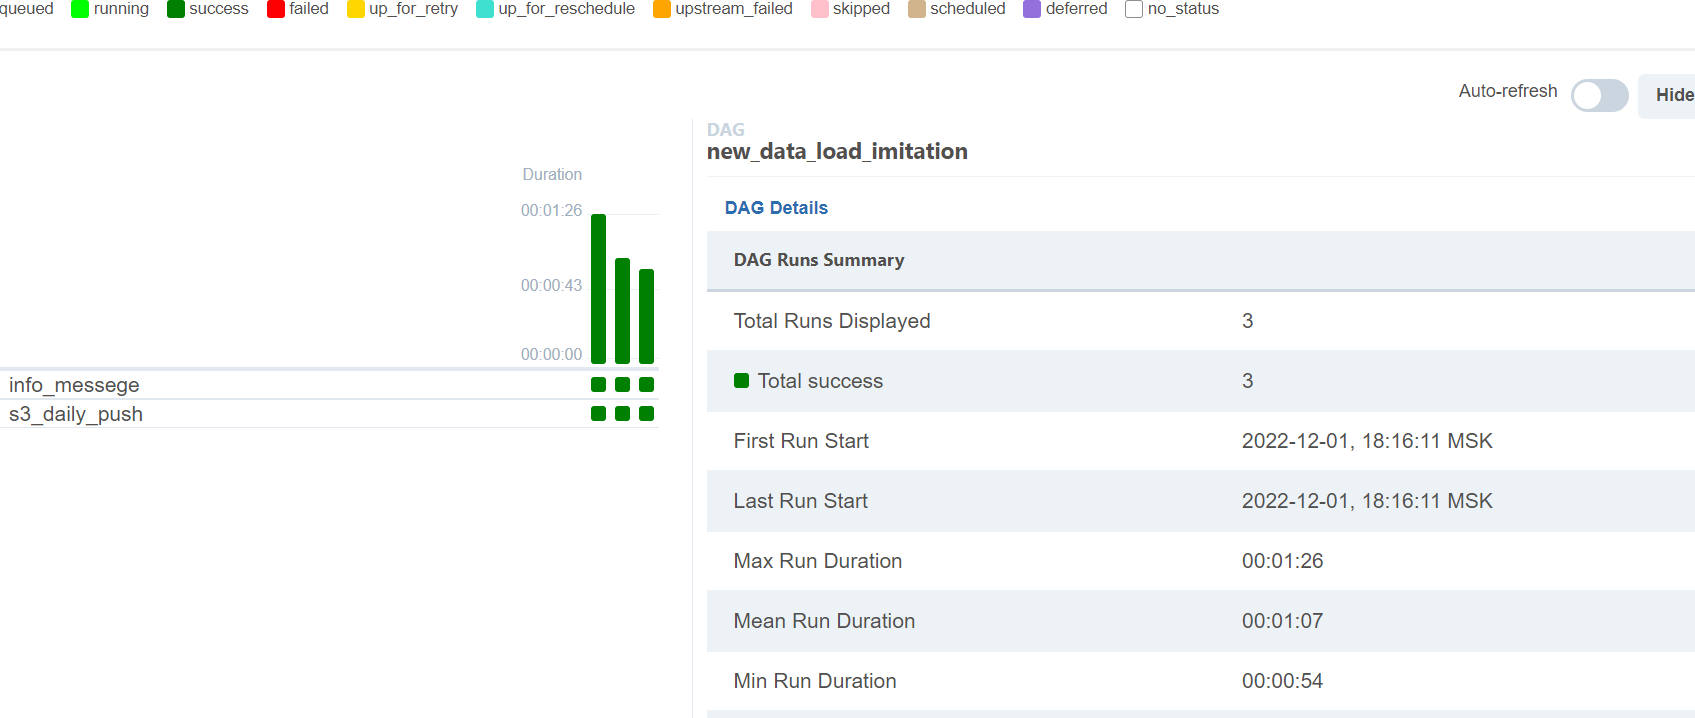 queued running success failed up_for_retry up_for_reschedule upstream_failed skipped scheduled deferred no_status
Auto-refresh
Hide
DAG
new_data_load_imitation
Duration
00:01:26
00:00:43
00:00:00
info_messege
s3_daily_push
DAG Details
DAG Runs Summary
Total Runs Displayed 3
Total success 3
First Run Start 2022-12-01, 18:16:11 MSK
Last Run Start 2022-12-01, 18:16:11 MSK
Max Run Duration 00:01:26
Mean Run Duration 00:01:07
Min Run Duration 00:00:54